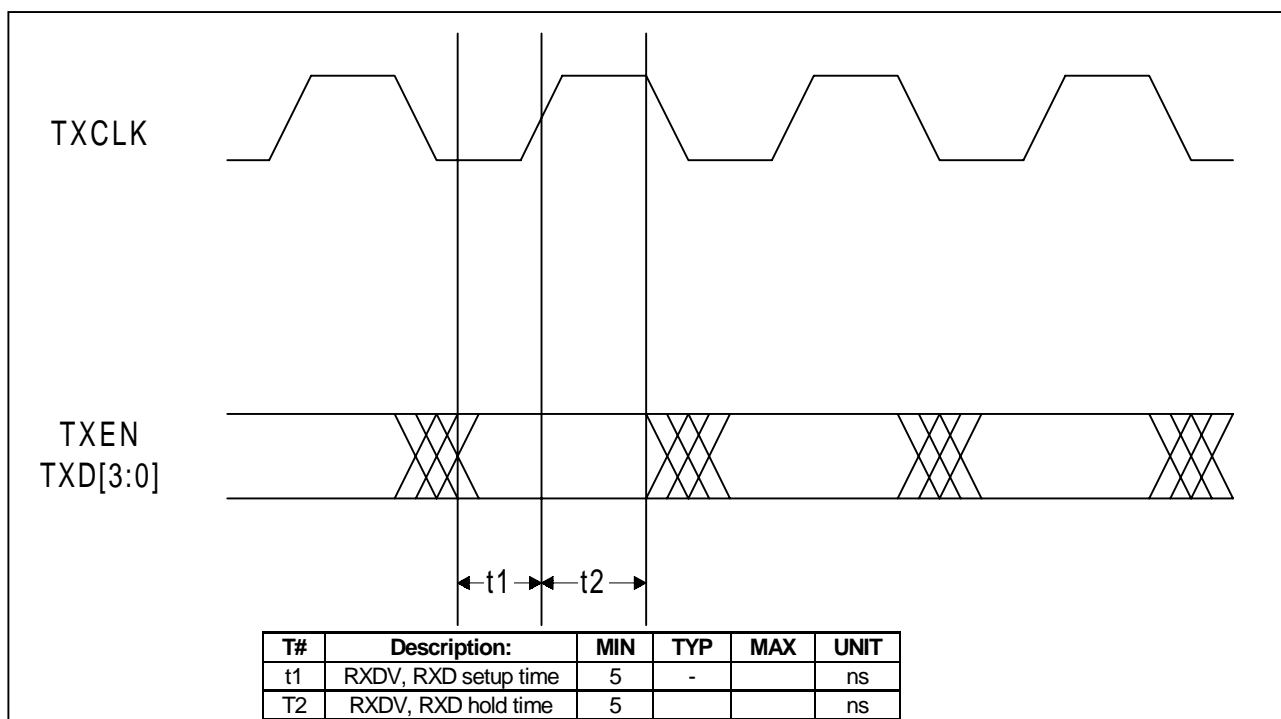 TXCLK
TXEN
TXD[3:0]
t1 t2
T# Description: MIN TYP MAX UNIT
t1 RXDV, RXD setup time 5 - ns
T2 RXDV, RXD hold time 5 ns